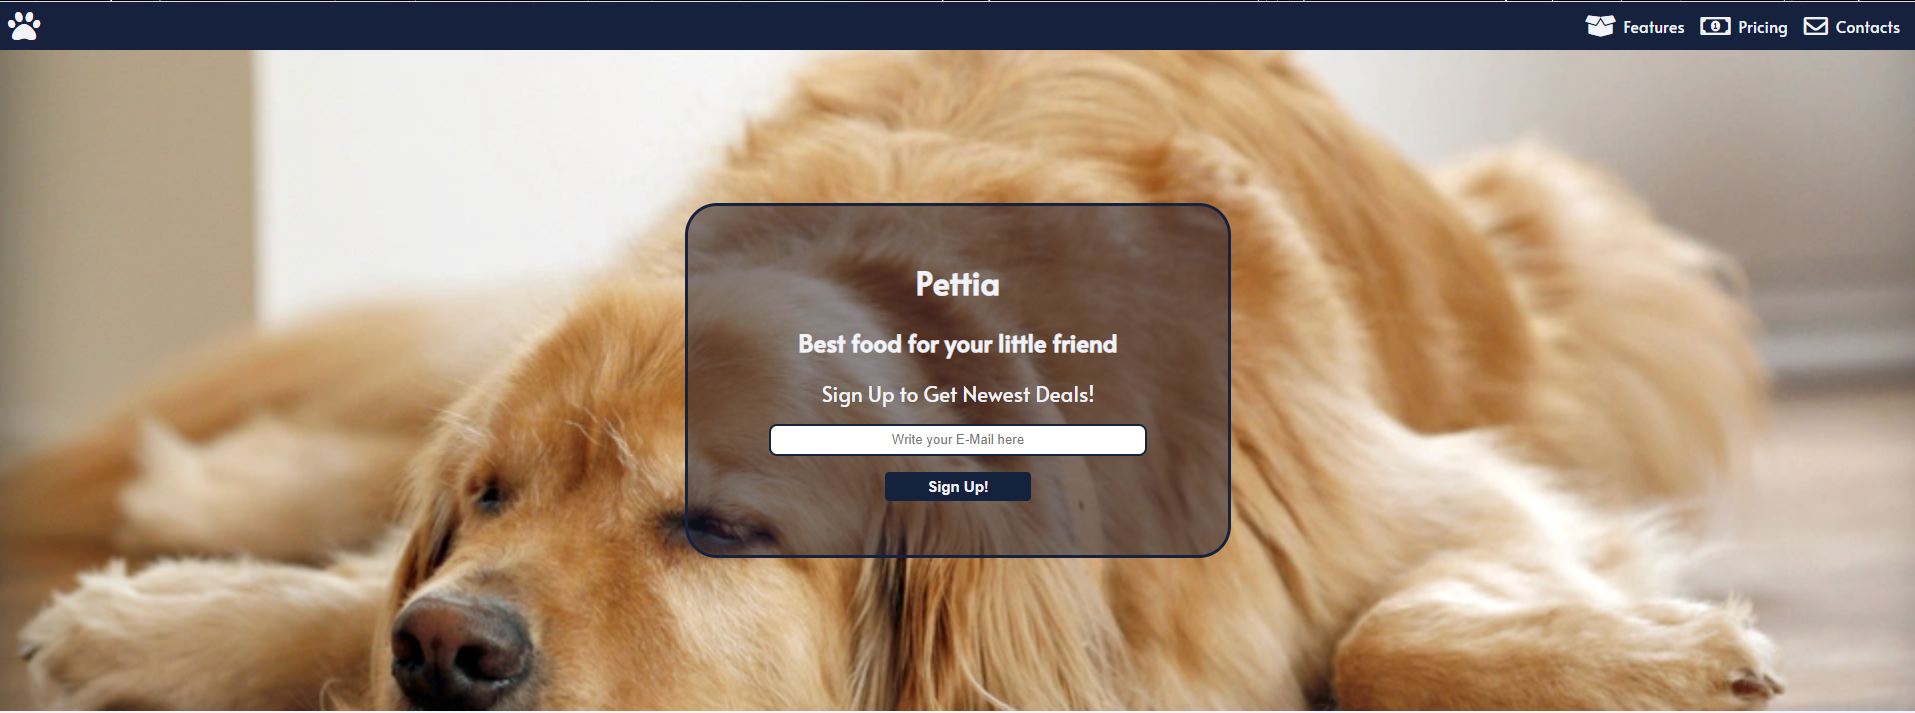 Features Pricing Contacts
Pettia
Best food for your little friend
Sign Up to Get Newest Deals!
Write your E-Mail here
Sign Up!